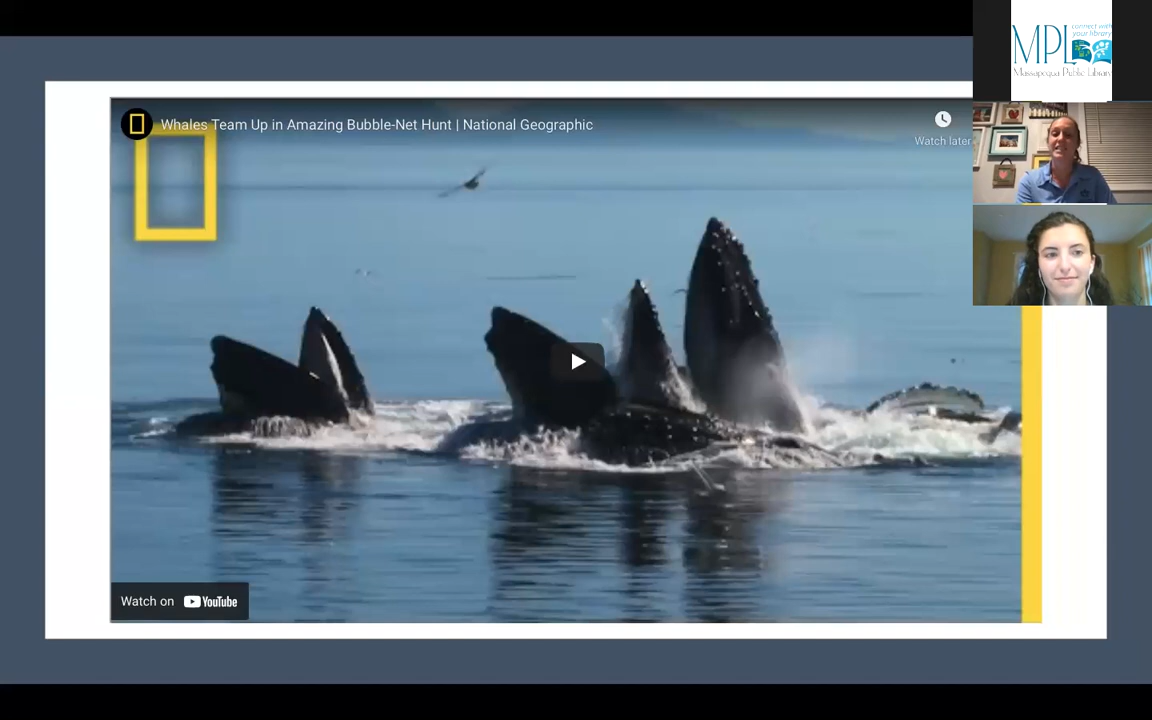 Whales Team Up in Amazing Bubble-Net Hunt | National Geographic
Watch later
Watch on YouTube
MPL
connect with
your library
Massapequa Public Library